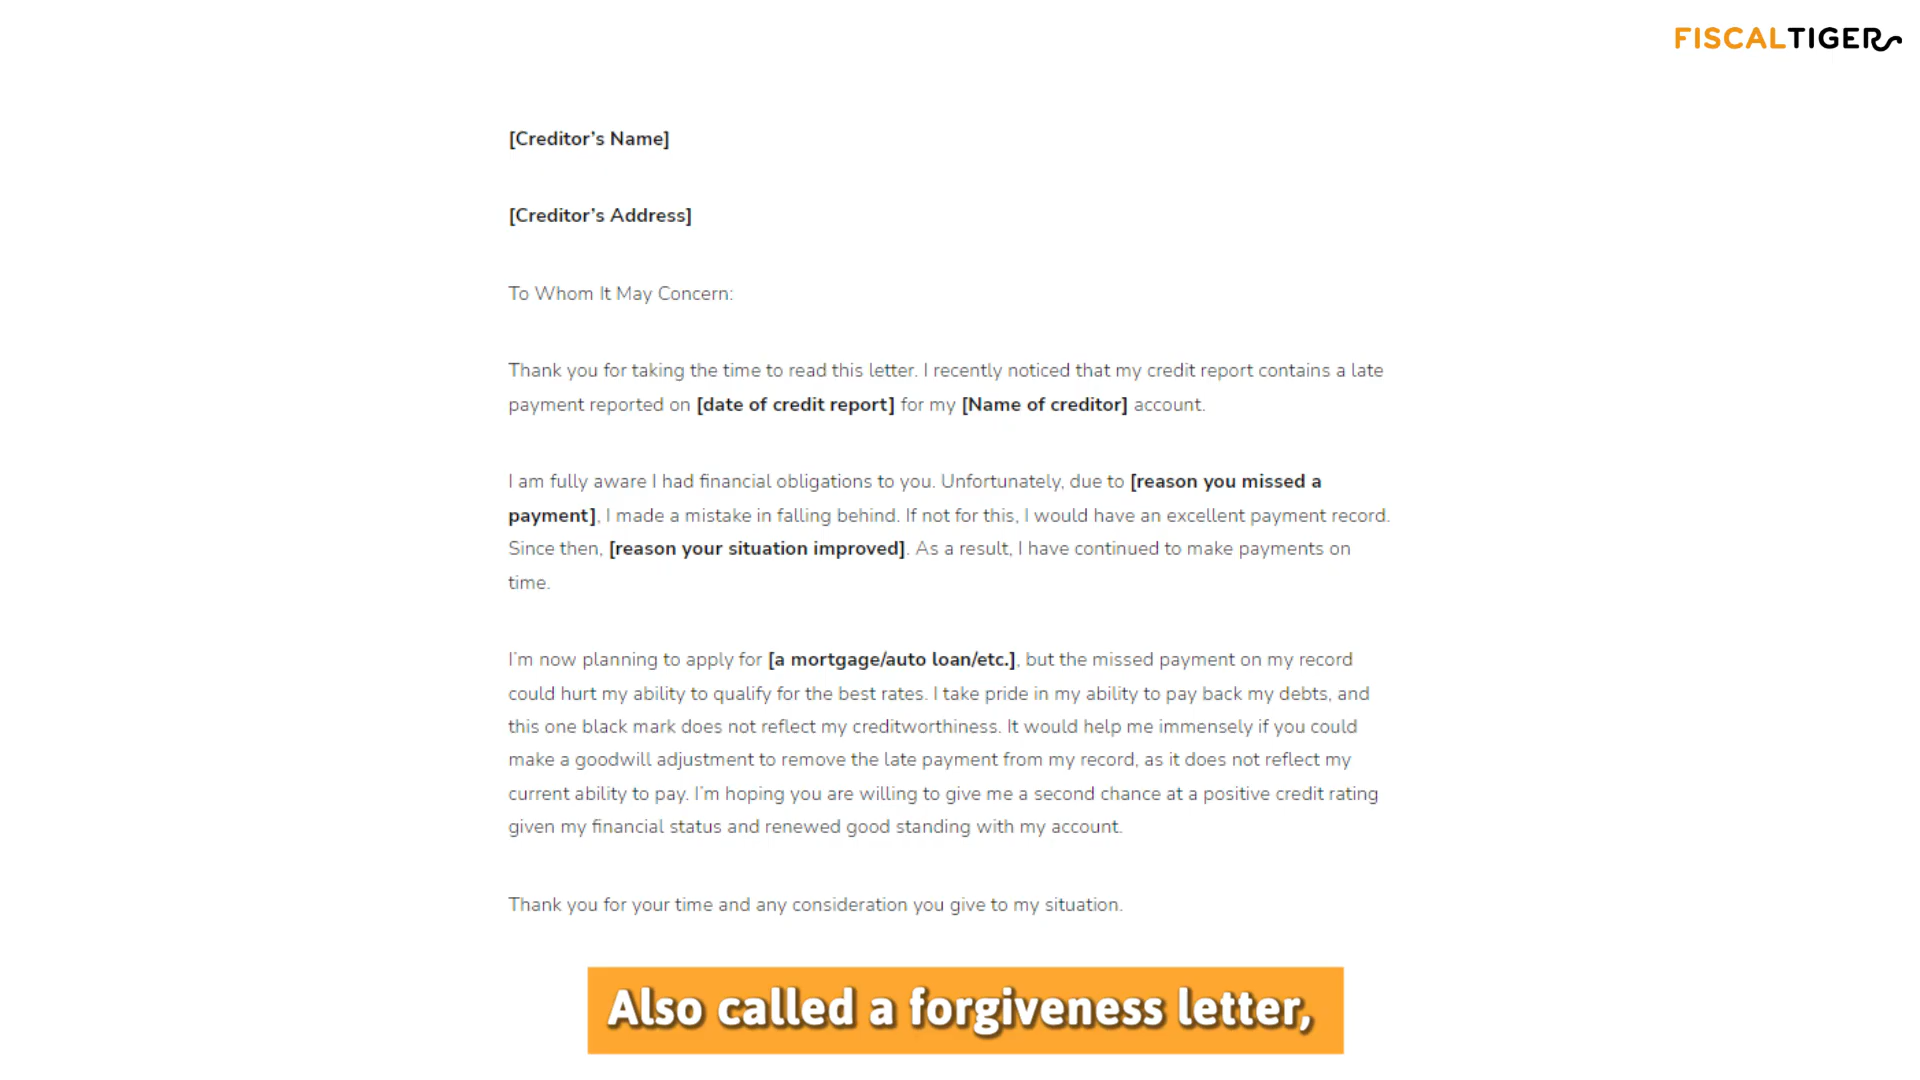 FISCALTIGER
[Creditor’s Name]
[Creditor’s Address]
To Whom It May Concern:
Thank you for taking the time to read this letter. I recently noticed that my credit report contains a late
payment reported on [date of credit report] for my [Name of creditor] account.
I am fully aware I had financial obligations to you. Unfortunately, due to [reason you missed a
payment], I made a mistake in falling behind. If not for this, I would have an excellent payment record.
Since then, [reason your situation improved]. As a result, I have continued to make payments on
time.
I’m now planning to apply for [a mortgage/auto loan/etc.], but the missed payment on my record
could hurt my ability to qualify for the best rates. I take pride in my ability to pay back my debts, and
this one black mark does not reflect my creditworthiness. It would help me immensely if you could
make a goodwill adjustment to remove the late payment from my record, as it does not reflect my
current ability to pay. I’m hoping you are willing to give me a second chance at a positive credit rating
given my financial status and renewed good standing with my account.
Thank you for your time and any consideration you give to my situation.
Also called a forgiveness letter,